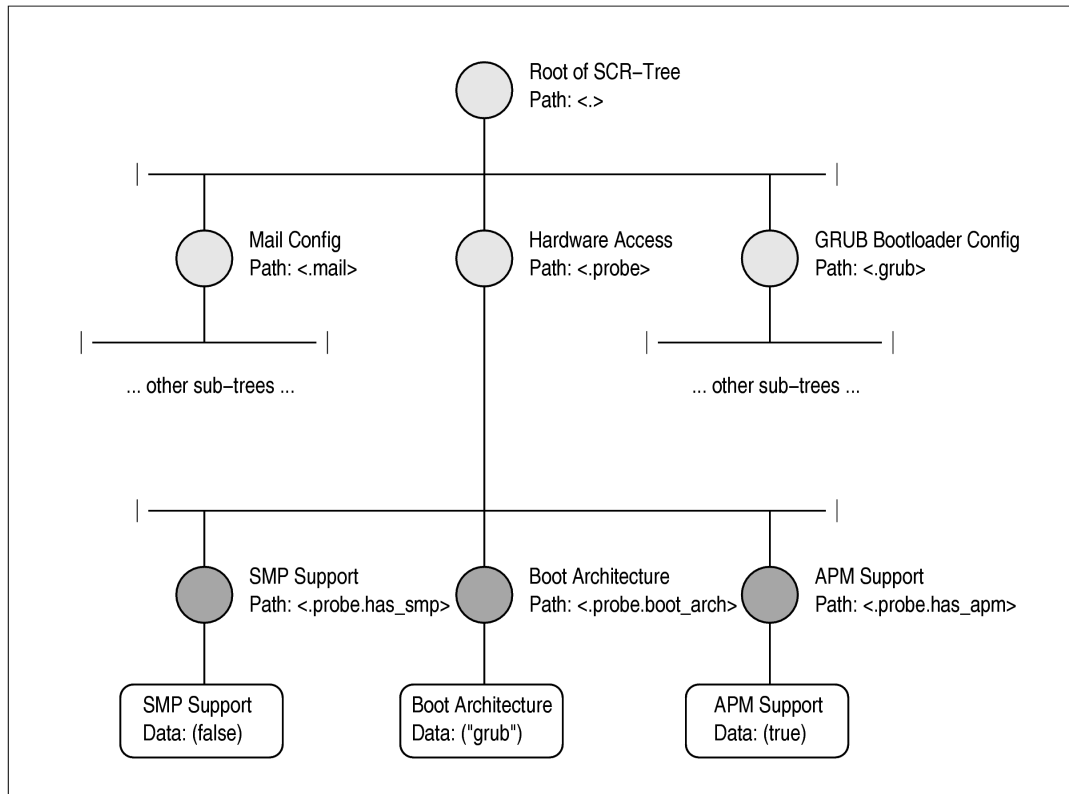 Root of SCR–Tree
Path: <.>
Mail Config
Path: <.mail>
Hardware Access
Path: <.probe>
GRUB Bootloader Config
Path: <.grub>
... other sub–trees ...
... other sub–trees ...
SMP Support
Path: <.probe.has_smp>
Boot Architecture
Path: <.probe.boot_arch>
APM Support
Path: <.probe.has_apm>
SMP Support
Data: (false)
Boot Architecture
Data: ("grub")
APM Support
Data: (true)